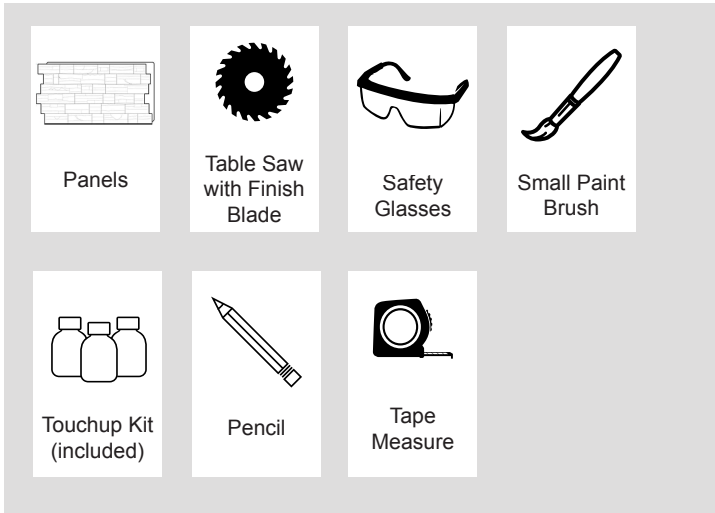 Panels
Table Saw
with Finish
Blade
Safety
Glasses
Small Paint
Brush
Touchup Kit
(included)
Pencil
Tape
Measure